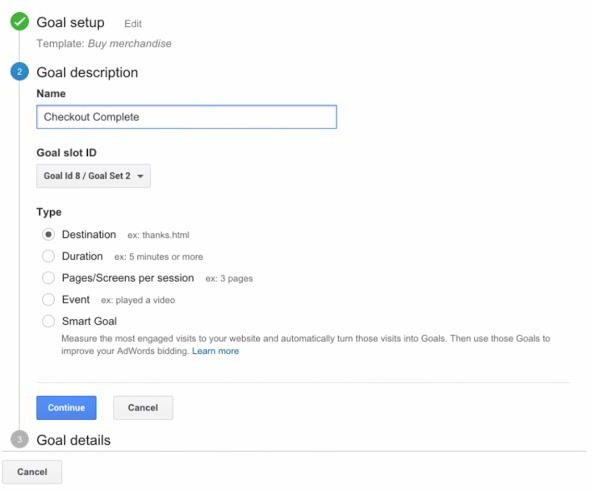 Goal setup Edit
Template: Buy merchandise
2 Goal description
Name
Checkout Complete
Goal slot ID
Goal Id 8 / Goal Set 2
Type
Destination ex: thanks.html
Duration ex: 5 minutes or more
Pages/Screens per session ex: 3 pages
Event ex: played a video
Smart Goal
Measure the most engaged visits to your website and automatically turn those visits into Goals. Then use those Goals to
improve your AdWords bidding. Learn more
Continue Cancel
3 Goal details
Cancel